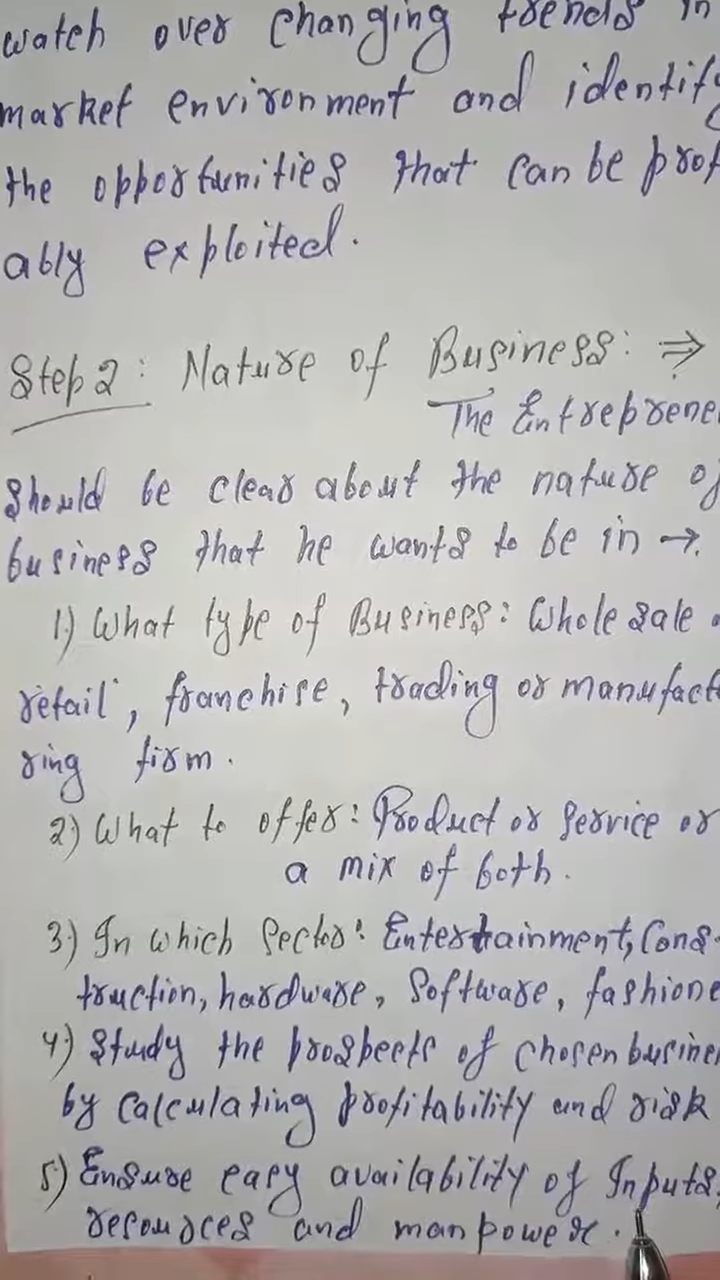 watch over changing trends in
market environment and identify
the opportunities that can be prof
ably exploited.
Step 2: Nature of Business: ⇒
The Entreprene
should be clear about the nature of
business that he wants to be in →.
1) What type of Business: Whole sale
retail, franchise, trading or manufact
ring firm.
2) What to offer: Product or Service or
a mix of both.
3) In which Sector: Entertainment, Cons-
truction, hardware, Software, fashione
4) Study the prospects of chosen busine
by calculating profitability and risk
5) Ensure easy availability of Inputs,
resources and manpower.